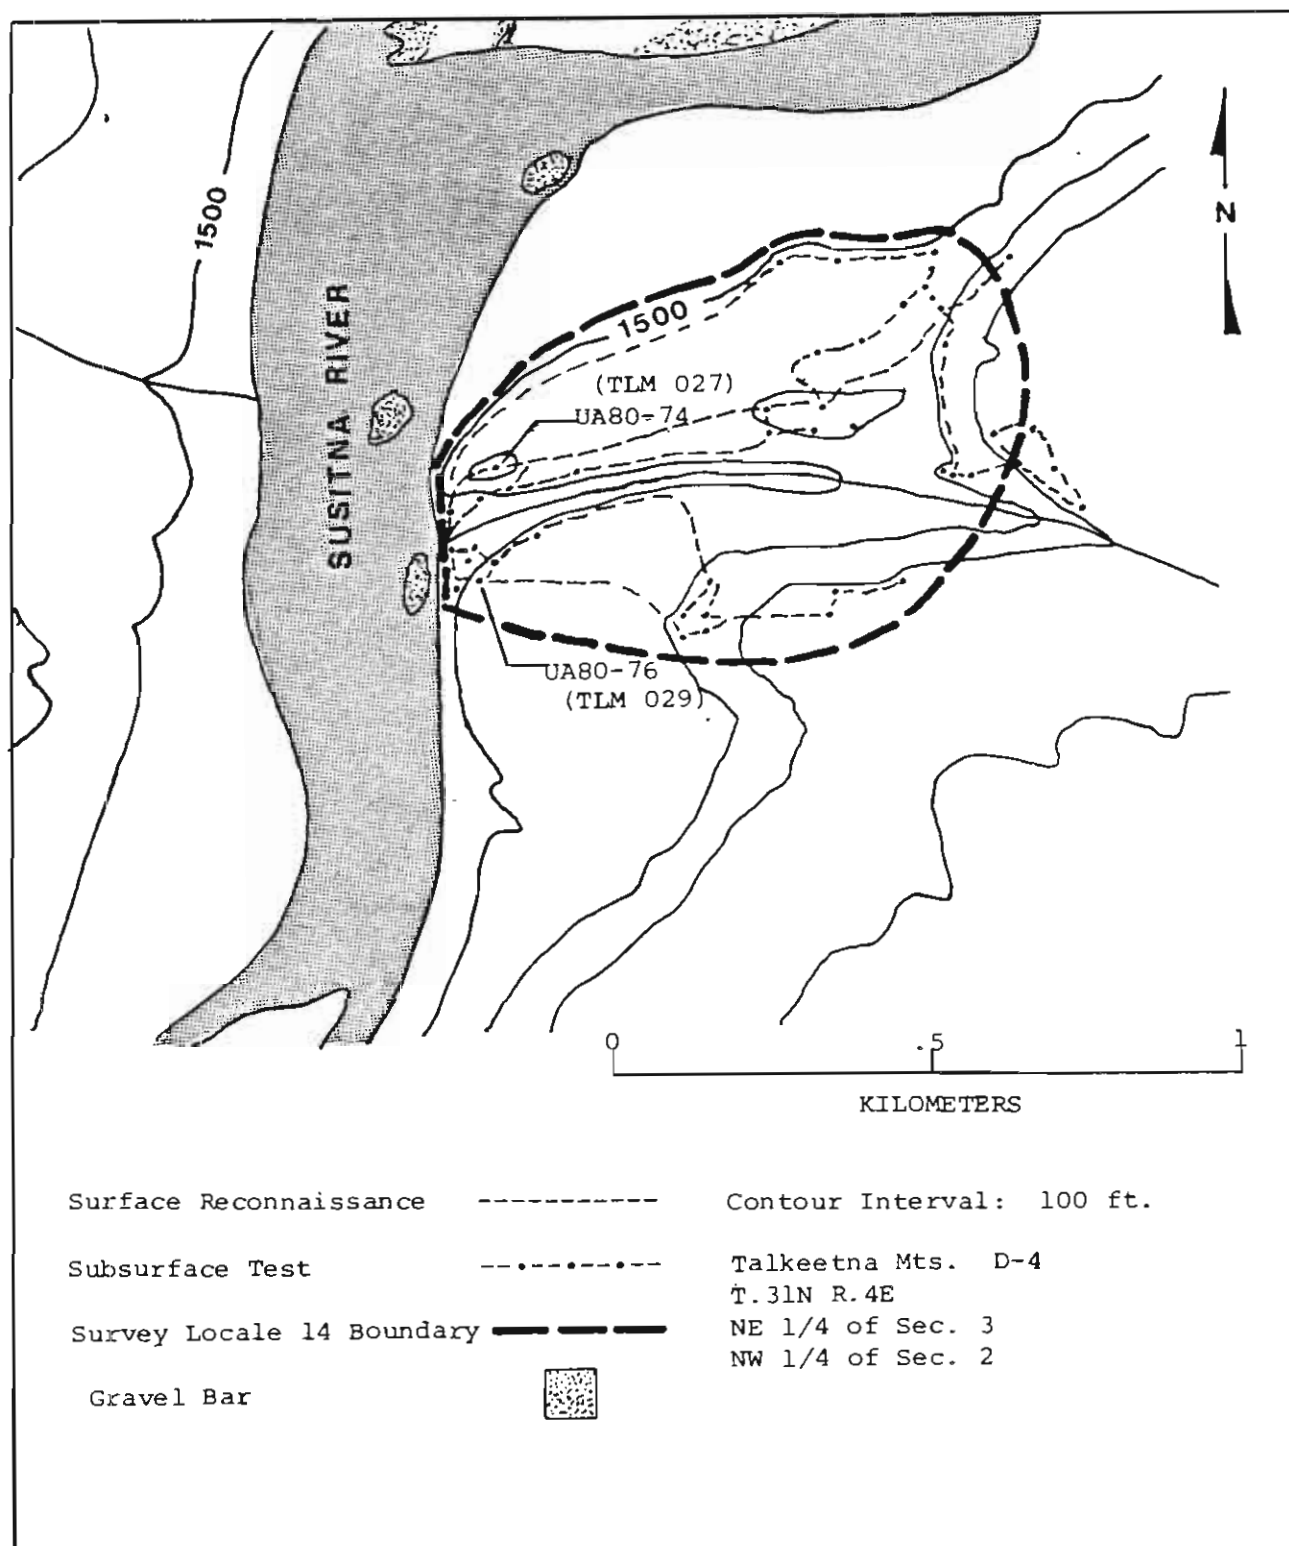 1500
N
SUSITNA RIVER
1500
(TLM 027)
UA80-74
UA80-76
(TLM 029)
0 .5 1
KILOMETERS
Surface Reconnaissance
Subsurface Test
Survey Locale 14 Boundary
Gravel Bar
Contour Interval: 100 ft.
Talkeetna Mts. D-4
T.31N R.4E
NE 1/4 of Sec. 3
NW 1/4 of Sec. 2